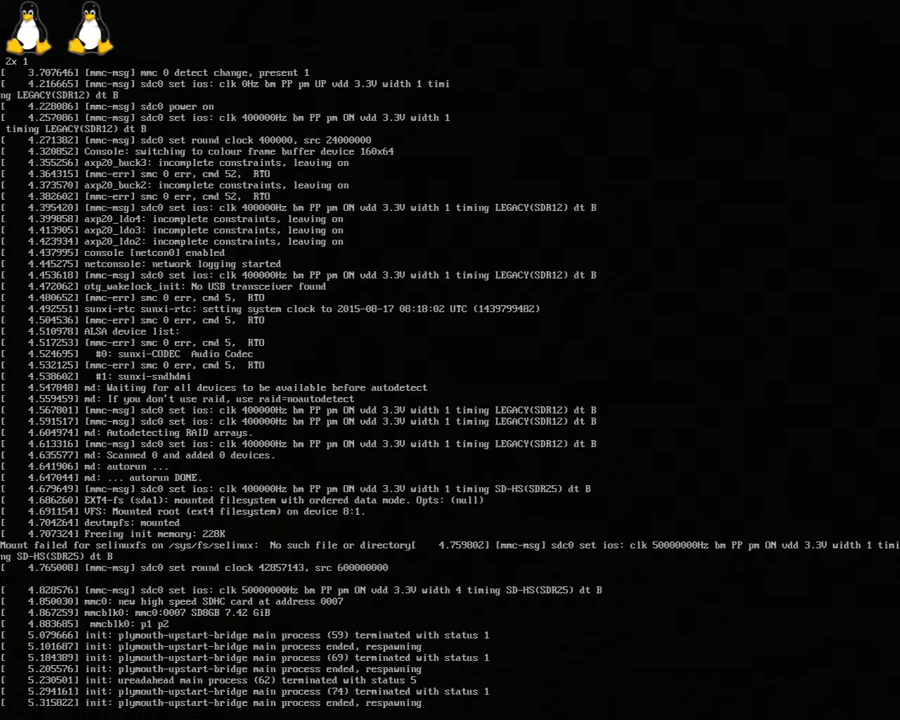 2x 1
[    3.707646] [mmc-msg] mmc 0 detect change, present 1
[    4.216665] [mmc-msg] sdc0 set ios: clk 0Hz bm PP pm UP vdd 3.3V width 1 timi
ng LEGACY(SDR12) dt B
[    4.228086] [mmc-msg] sdc0 power on
[    4.257086] [mmc-msg] sdc0 set ios: clk 400000Hz bm PP pm ON vdd 3.3V width 1
 timing LEGACY(SDR12) dt B
[    4.271382] [mmc-msg] sdc0 set round clock 400000, src 24000000
[    4.320852] Console: switching to colour frame buffer device 160x64
[    4.355256] axp20_buck3: incomplete constraints, leaving on
[    4.364315] [mmc-err] smc 0 err, cmd 52,  RTO
[    4.373570] axp20_buck2: incomplete constraints, leaving on
[    4.382602] [mmc-err] smc 0 err, cmd 52,  RTO
[    4.395420] [mmc-msg] sdc0 set ios: clk 400000Hz bm PP pm ON vdd 3.3V width 1 timing LEGACY(SDR12) dt B
[    4.399858] axp20_ldo4: incomplete constraints, leaving on
[    4.413905] axp20_ldo3: incomplete constraints, leaving on
[    4.423934] axp20_ldo2: incomplete constraints, leaving on
[    4.437995] console [netcon0] enabled
[    4.445275] netconsole: network logging started
[    4.453618] [mmc-msg] sdc0 set ios: clk 400000Hz bm PP pm ON vdd 3.3V width 1 timing LEGACY(SDR12) dt B
[    4.472062] otg_wakelock_init: No USB transceiver found
[    4.480652] [mmc-err] smc 0 err, cmd 5,  RTO
[    4.492551] sunxi-rtc sunxi-rtc: setting system clock to 2015-08-17 08:18:02 UTC (1439799482)
[    4.504536] [mmc-err] smc 0 err, cmd 5,  RTO
[    4.510978] ALSA device list:
[    4.517253] [mmc-err] smc 0 err, cmd 5,  RTO
[    4.524695]   #0: sunxi-CODEC  Audio Codec
[    4.532125] [mmc-err] smc 0 err, cmd 5,  RTO
[    4.538602]   #1: sunxi-sndhdmi
[    4.547848] md: Waiting for all devices to be available before autodetect
[    4.559459] md: If you don't use raid, use raid=noautodetect
[    4.567801] [mmc-msg] sdc0 set ios: clk 400000Hz bm PP pm ON vdd 3.3V width 1 timing LEGACY(SDR12) dt B
[    4.591517] [mmc-msg] sdc0 set ios: clk 400000Hz bm PP pm ON vdd 3.3V width 1 timing LEGACY(SDR12) dt B
[    4.604974] md: Autodetecting RAID arrays.
[    4.613316] [mmc-msg] sdc0 set ios: clk 400000Hz bm PP pm ON vdd 3.3V width 1 timing LEGACY(SDR12) dt B
[    4.635577] md: Scanned 0 and added 0 devices.
[    4.641906] md: autorun ...
[    4.647044] md: ... autorun DONE.
[    4.679649] [mmc-msg] sdc0 set ios: clk 400000Hz bm PP pm ON vdd 3.3V width 1 timing SD-HS(SDR25) dt B
[    4.686260] EXT4-fs (sda1): mounted filesystem with ordered data mode. Opts: (null)
[    4.691154] VFS: Mounted root (ext4 filesystem) on device 8:1.
[    4.704264] devtmpfs: mounted
[    4.707324] Freeing init memory: 228K
Mount failed for selinuxfs on /sys/fs/selinux:  No such file or directory[    4.759802] [mmc-msg] sdc0 set ios: clk 50000000Hz bm PP pm ON vdd 3.3V width 1 timi
ng SD-HS(SDR25) dt B
[    4.765008] [mmc-msg] sdc0 set round clock 42857143, src 600000000
[    4.828576] [mmc-msg] sdc0 set ios: clk 50000000Hz bm PP pm ON vdd 3.3V width 4 timing SD-HS(SDR25) dt B
[    4.850030] mmc0: new high speed SDHC card at address 0007
[    4.867259] mmcblk0: mmc0:0007 SD8GB 7.42 GiB
[    4.883685]  mmcblk0: p1 p2
[    5.079666] init: plymouth-upstart-bridge main process (59) terminated with status 1
[    5.101687] init: plymouth-upstart-bridge main process ended, respawning
[    5.184389] init: plymouth-upstart-bridge main process (69) terminated with status 1
[    5.205576] init: plymouth-upstart-bridge main process ended, respawning
[    5.230501] init: ureadahead main process (62) terminated with status 5
[    5.294161] init: plymouth-upstart-bridge main process (74) terminated with status 1
[    5.315822] init: plymouth-upstart-bridge main process ended, respawning